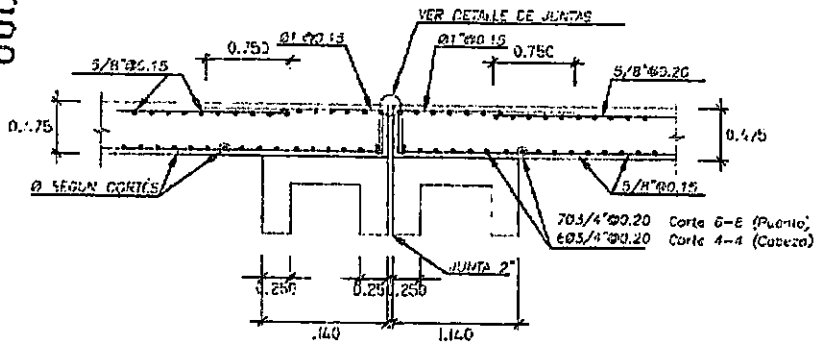 VER DETALLE DE JUNTAS
0.750
Ø1"@0.15
Ø1"@0.15
0.750
5/8"@0.15
5/8"@0.20
0.475
0.475
Ø SEGUN CORTES
5/8"@0.15
7Ø3/4"@0.20 Corte 6-6 (Puente)
6Ø3/4"@0.20 Corte 4-4 (Cabezo)
JUNTA 2"
0.250
0.250
0.250
1.140
1.140